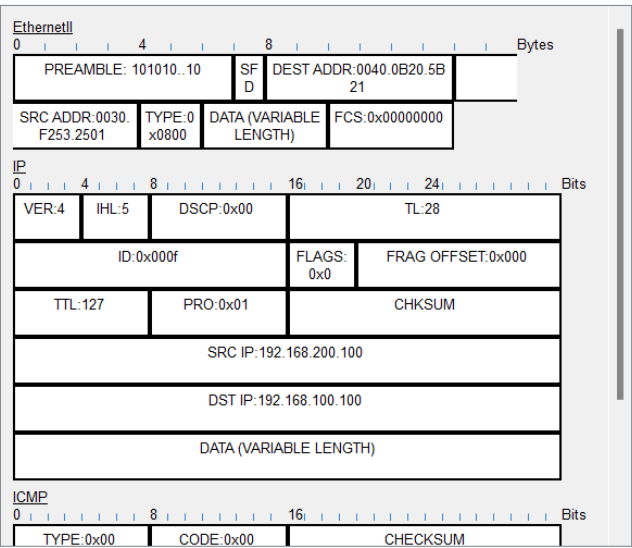 EthernetII
0 4 8 Bytes
PREAMBLE: 101010..10
SF
D
DEST ADDR:0040.0B20.5B
21
SRC ADDR:0030.
F253.2501
TYPE:0
x0800
DATA (VARIABLE
LENGTH)
FCS:0x00000000
IP
0 4 8 16 20 24 Bits
VER:4 IHL:5 DSCP:0x00 TL:28
ID:0x000f
FLAGS:
0x0
FRAG OFFSET:0x000
TTL:127 PRO:0x01 CHKSUM
SRC IP:192.168.200.100
DST IP:192.168.100.100
DATA (VARIABLE LENGTH)
ICMP
0 8 16 Bits
TYPE:0x00 CODE:0x00 CHECKSUM